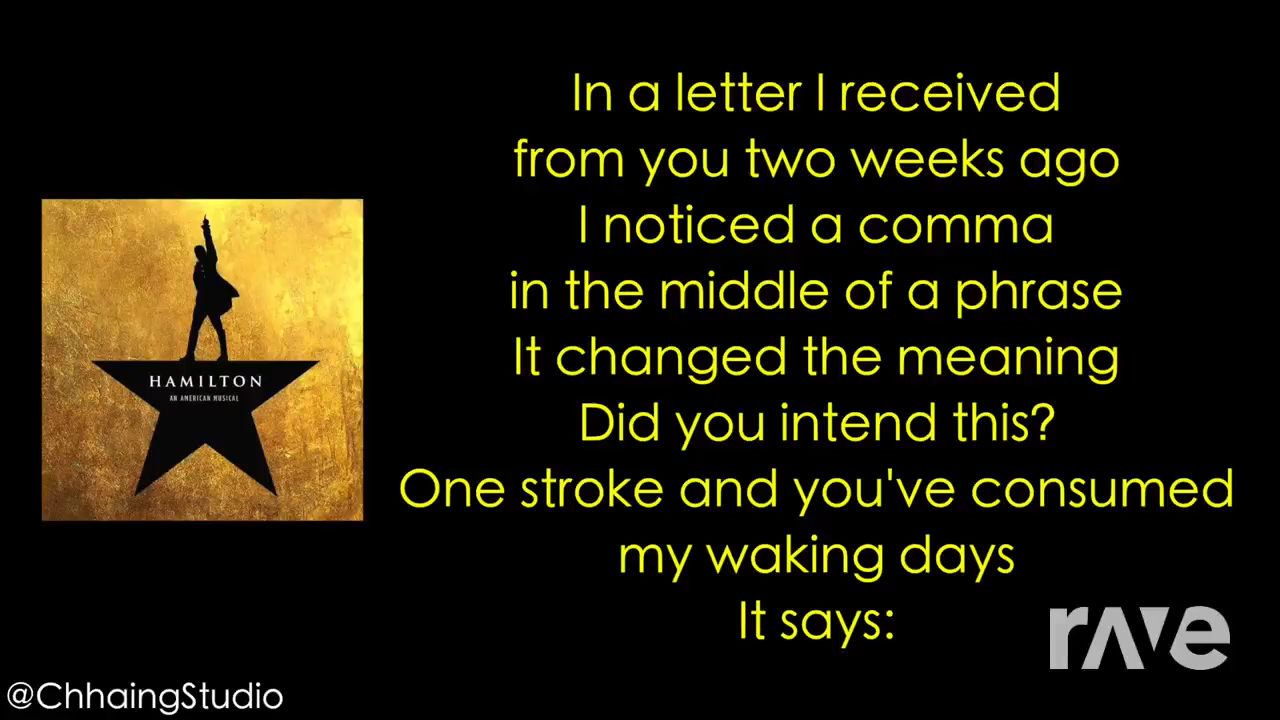 In a letter I received
from you two weeks ago
I noticed a comma
in the middle of a phrase
It changed the meaning
Did you intend this?
One stroke and you've consumed
my waking days
It says:
HAMILTON
AN AMERICAN MUSICAL
rave
@ChhaingStudio